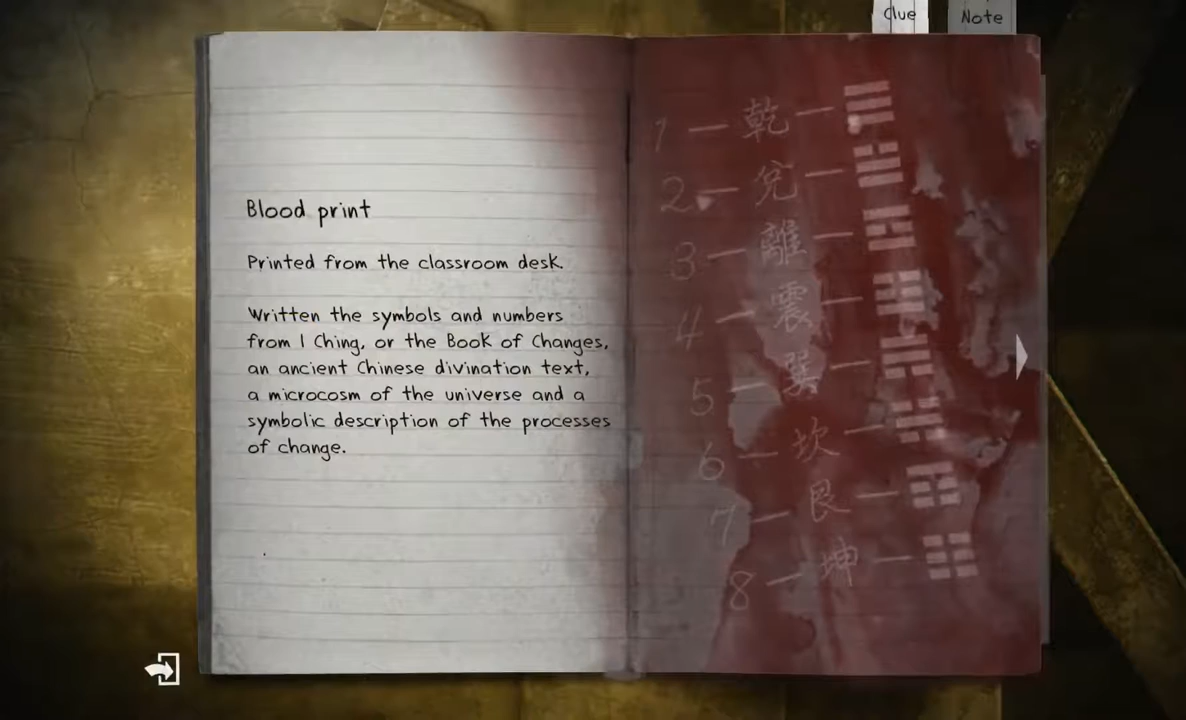 Clue
Note
Blood print
Printed from the classroom desk.
Written the symbols and numbers
from I Ching, or the Book of Changes,
an ancient Chinese divination text,
a microcosm of the universe and a
symbolic description of the processes
of change.
1 — 乾 — ☰
2 — 兌 — ☱
3 — 離 — ☲
4 — 震 — ☳
5 — 巽 — ☴
6 — 坎 — ☵
7 — 艮 — ☶
8 — 坤 — ☷